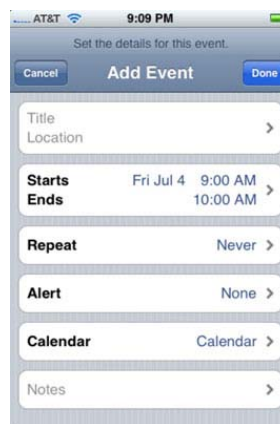 AT&T 9:09 PM
Set the details for this event.
Cancel Add Event Done
Title
Location
Starts Fri Jul 4 9:00 AM
Ends 10:00 AM
Repeat Never
Alert None
Calendar Calendar
Notes